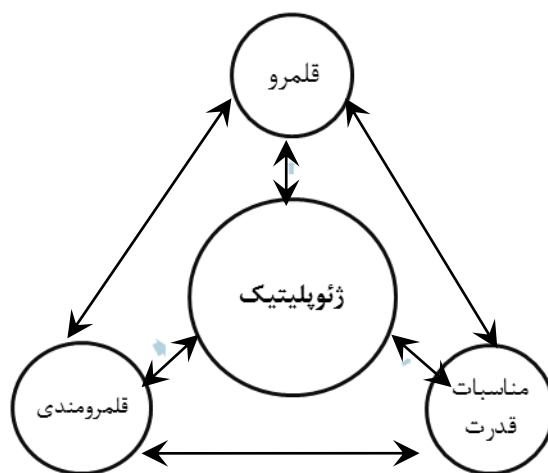 قلمرو
ژئوپلیتیک
قلمرومندی
مناسبات
قدرت